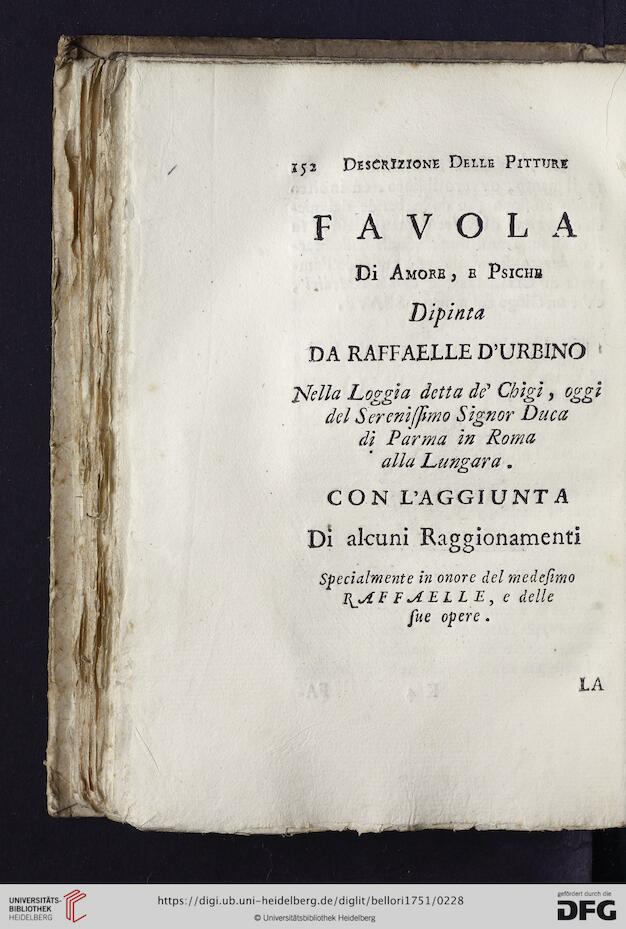 152 DESCRIZIONE DELLE PITTURE
FAVOLA
Di AMORE, E PSICHE
Dipinta
DA RAFFAELLE D'URBINO
Nella Loggia detta de' Chigi, oggi
del Sereniſſimo Signor Duca
di Parma in Roma
alla Lungara.
CON L'AGGIUNTA
Di alcuni Raggionamenti
Specialmente in onore del medeſimo
RAFFAELLE, e delle
ſue opere.
LA
UNIVERSITÄTS-
BIBLIOTHEK
HEIDELBERG
https://digi.ub.uni-heidelberg.de/diglit/bellori1751/0228
© Universitätsbibliothek Heidelberg
gefördert durch die
DFG